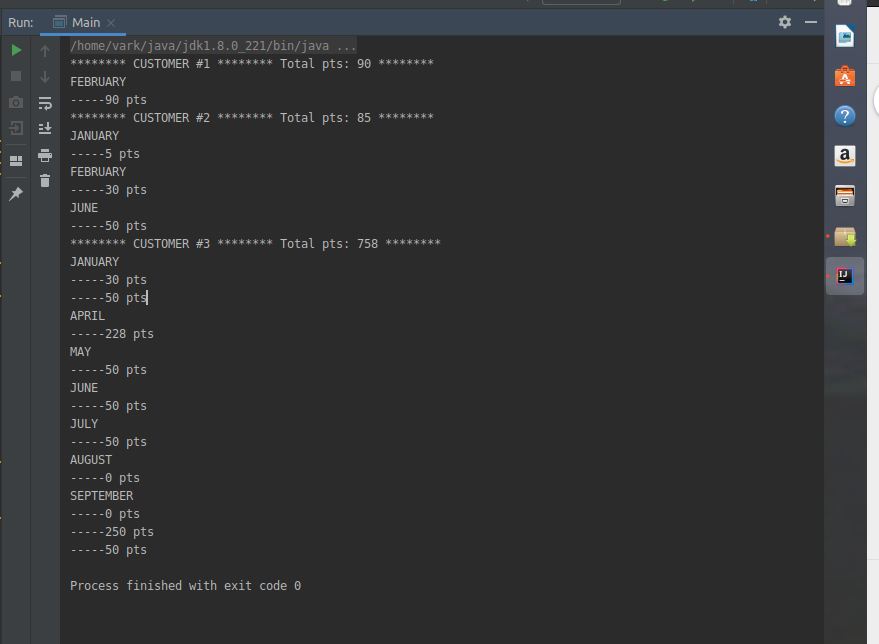 Run: Main
/home/vark/java/jdk1.8.0_221/bin/java ...
******** CUSTOMER #1 ******** Total pts: 90 ********
FEBRUARY
-----90 pts
******** CUSTOMER #2 ******** Total pts: 85 ********
JANUARY
-----5 pts
FEBRUARY
-----30 pts
JUNE
-----50 pts
******** CUSTOMER #3 ******** Total pts: 758 ********
JANUARY
-----30 pts
-----50 pts
APRIL
-----228 pts
MAY
-----50 pts
JUNE
-----50 pts
JULY
-----50 pts
AUGUST
-----0 pts
SEPTEMBER
-----0 pts
-----250 pts
-----50 pts
Process finished with exit code 0
?
a
IJ